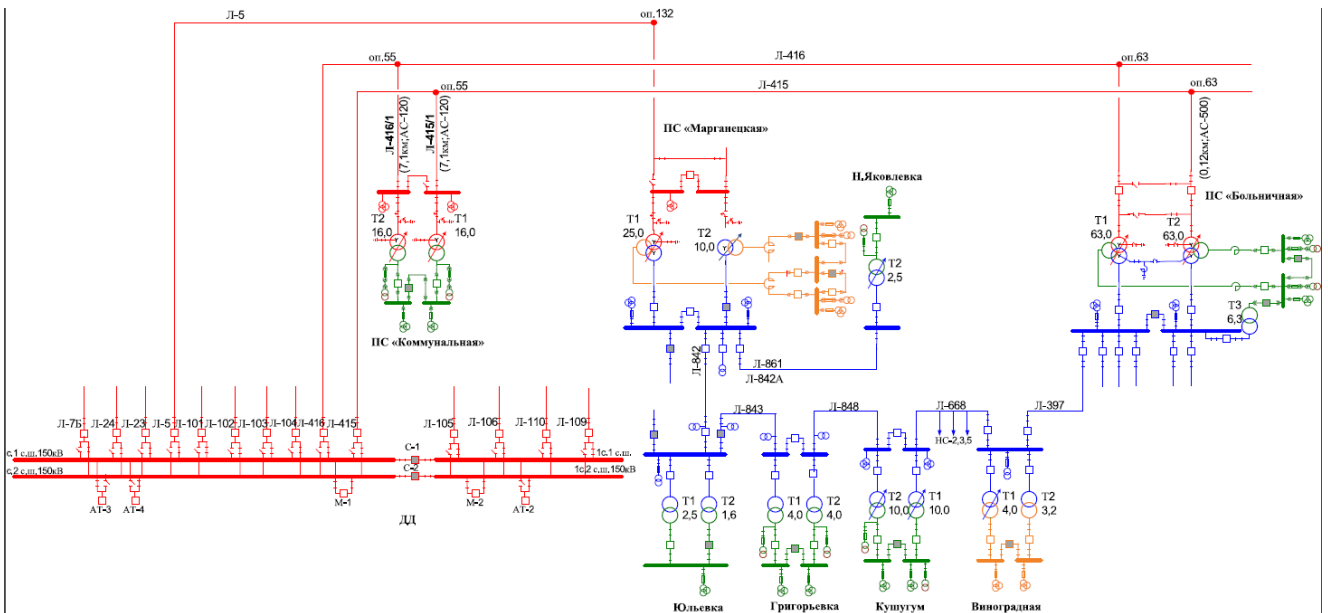 Л-5
оп.132
оп.55
Л-416
оп.63
оп.55
Л-415
оп.63
Л-416/1
(7,1км;АС-120)
Л-415/1
(7,1км;АС-120)
ПС «Марганецкая»
(0,12км;АС-500)
Н.Яковлевка
ПС «Больничная»
Т2
16,0
Т1
16,0
Т1
25,0
Т2
10,0
Т2
2,5
Т1
63,0
Т2
63,0
Т3
6,3
ПС «Коммунальная»
Л-842
Л-861
Л-842А
Л-7Б
Л-24
Л-23
Л-5
Л-101
Л-102
Л-103
Л-104
Л-416
Л-415
Л-105
Л-106
Л-110
Л-109
Л-843
Л-848
Л-668
Л-397
НС-2,3,5
с.1 с.ш.150кВ
С-1
1с.1 с.ш.
с.2 с.ш.150кВ
С-2
1с.2 с.ш.150кВ
АТ-3
АТ-4
М-1
М-2
АТ-2
ДД
Т1
2,5
Т2
1,6
Т1
4,0
Т2
4,0
Т2
10,0
Т1
10,0
Т1
4,0
Т2
3,2
Юльевка
Григорьевка
Кушугум
Виноградная